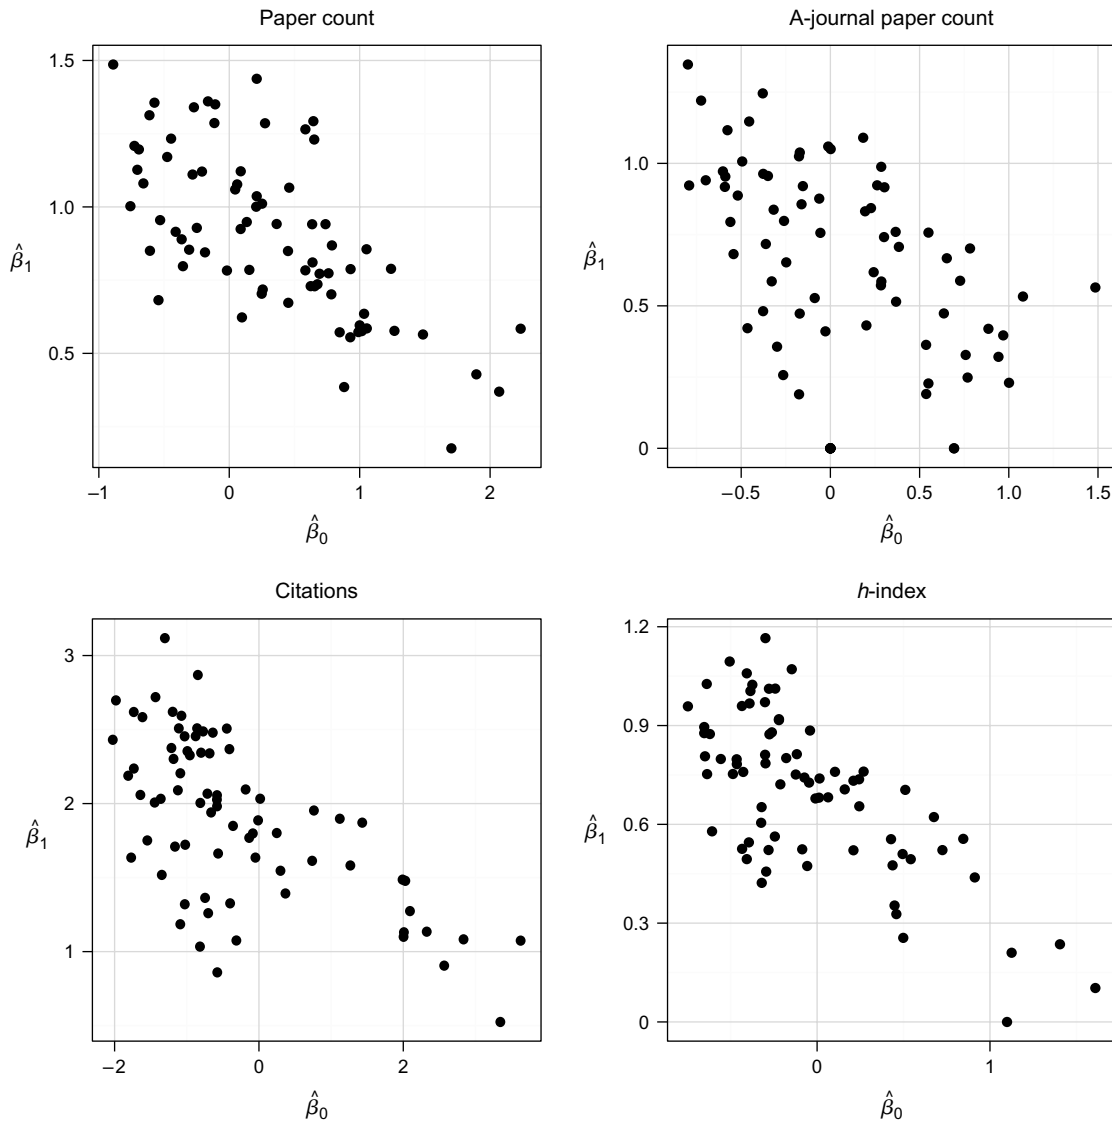 Paper count
1.5
1.0
0.5
β̂1
–1 0 1 2
β̂0
A-journal paper count
1.0
0.5
0
β̂1
–0.5 0 0.5 1.0 1.5
β̂0
Citations
3
2
1
β̂1
–2 0 2
β̂0
h-index
1.2
0.9
0.6
0.3
0
β̂1
0 1
β̂0